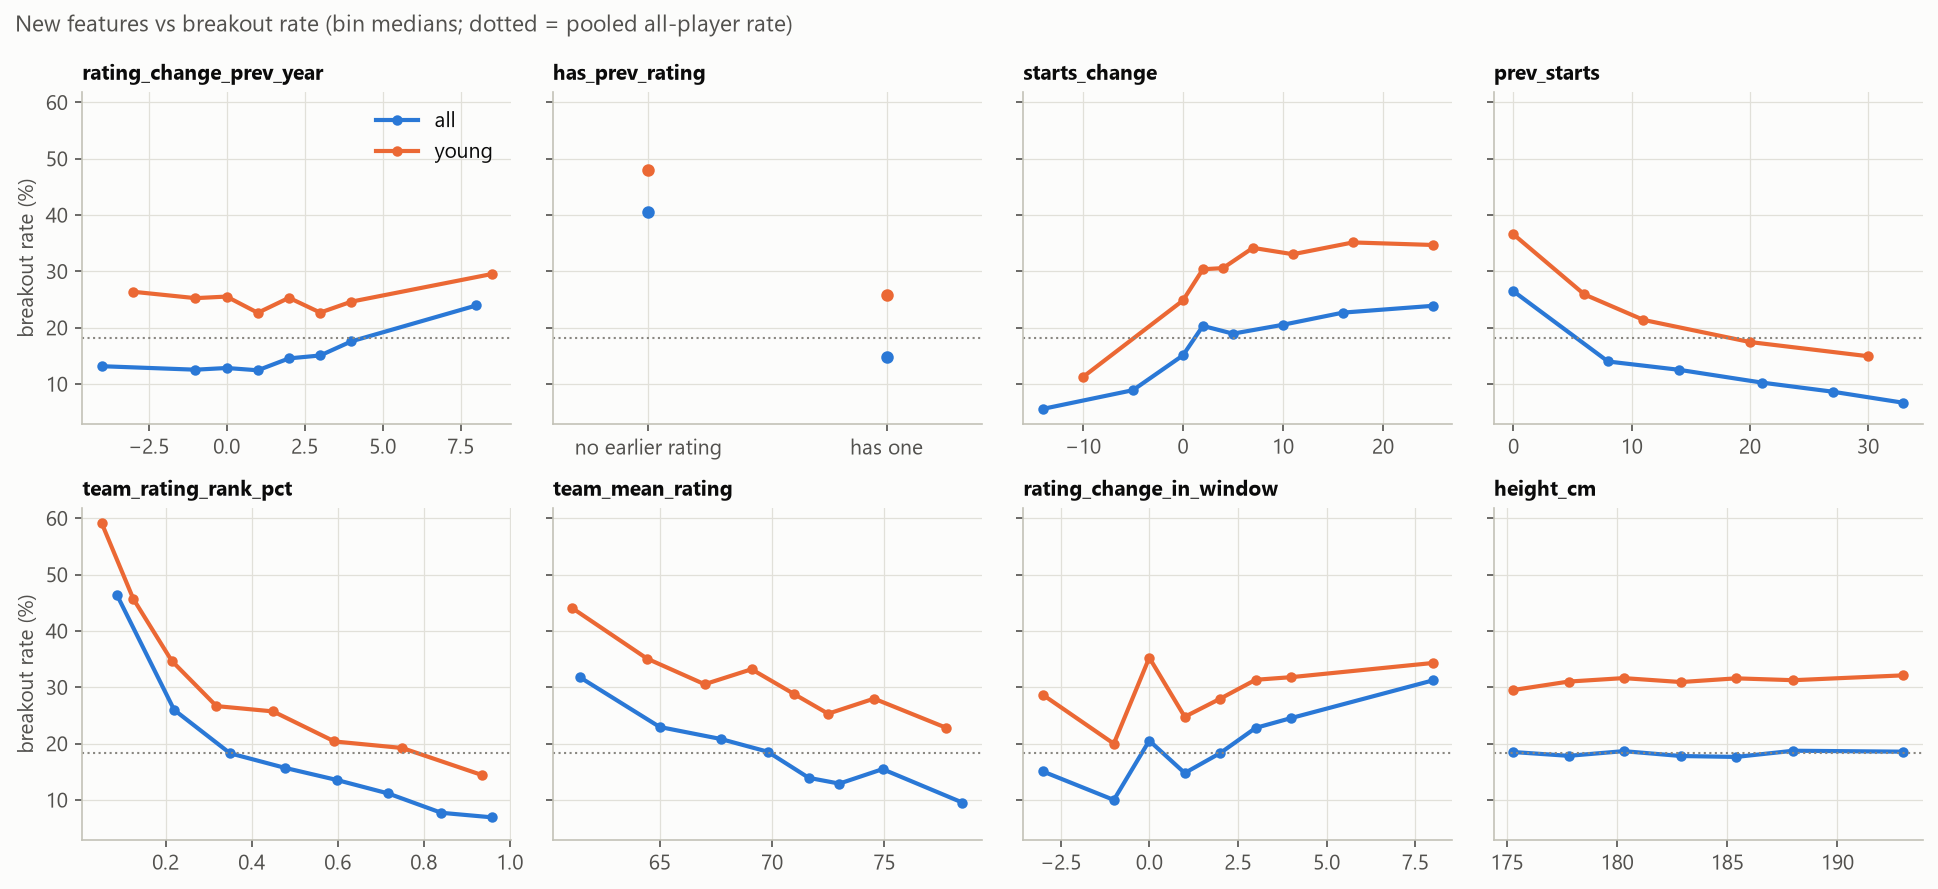 New features vs breakout rate (bin medians; dotted = pooled all-player rate)
rating_change_prev_year
has_prev_rating
starts_change
prev_starts
breakout rate (%)
60
50
40
30
20
10
all
young
−2.5 0.0 2.5 5.0 7.5
no earlier rating has one
−10 0 10 20
0 10 20 30
team_rating_rank_pct
team_mean_rating
rating_change_in_window
height_cm
breakout rate (%)
60
50
40
30
20
10
0.2 0.4 0.6 0.8 1.0
65 70 75
−2.5 0.0 2.5 5.0 7.5
175 180 185 190